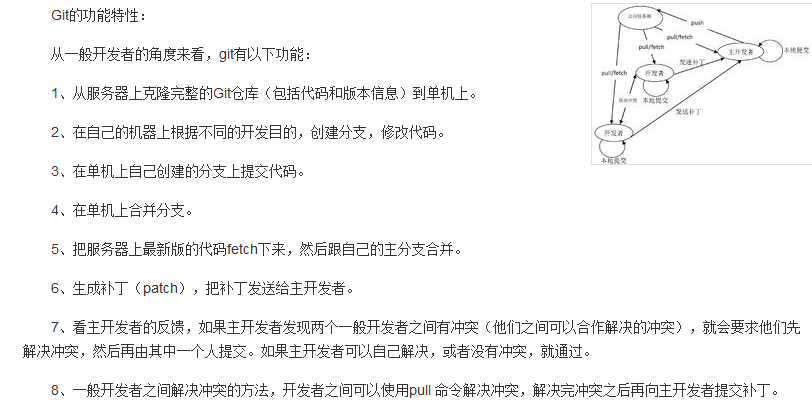 Git的功能特性：
从一般开发者的角度来看，git有以下功能：
1、从服务器上克隆完整的Git仓库（包括代码和版本信息）到单机上。
2、在自己的机器上根据不同的开发目的，创建分支，修改代码。
3、在单机上自己创建的分支上提交代码。
4、在单机上合并分支。
5、把服务器上最新版的代码fetch下来，然后跟自己的主分支合并。
6、生成补丁（patch），把补丁发送给主开发者。
7、看主开发者的反馈，如果主开发者发现两个一般开发者之间有冲突（他们之间可以合作解决的冲突），就会要求他们先
解决冲突，然后再由其中一个人提交。如果主开发者可以自己解决，或者没有冲突，就通过。
8、一般开发者之间解决冲突的方法，开发者之间可以使用pull 命令解决冲突，解决完冲突之后再向主开发者提交补丁。
push
pull/fetch
主开发者
本地提交
pull/fetch
发送补丁
pull/fetch
开发者
本地提交
解决冲突
发送补丁
开发者
本地提交